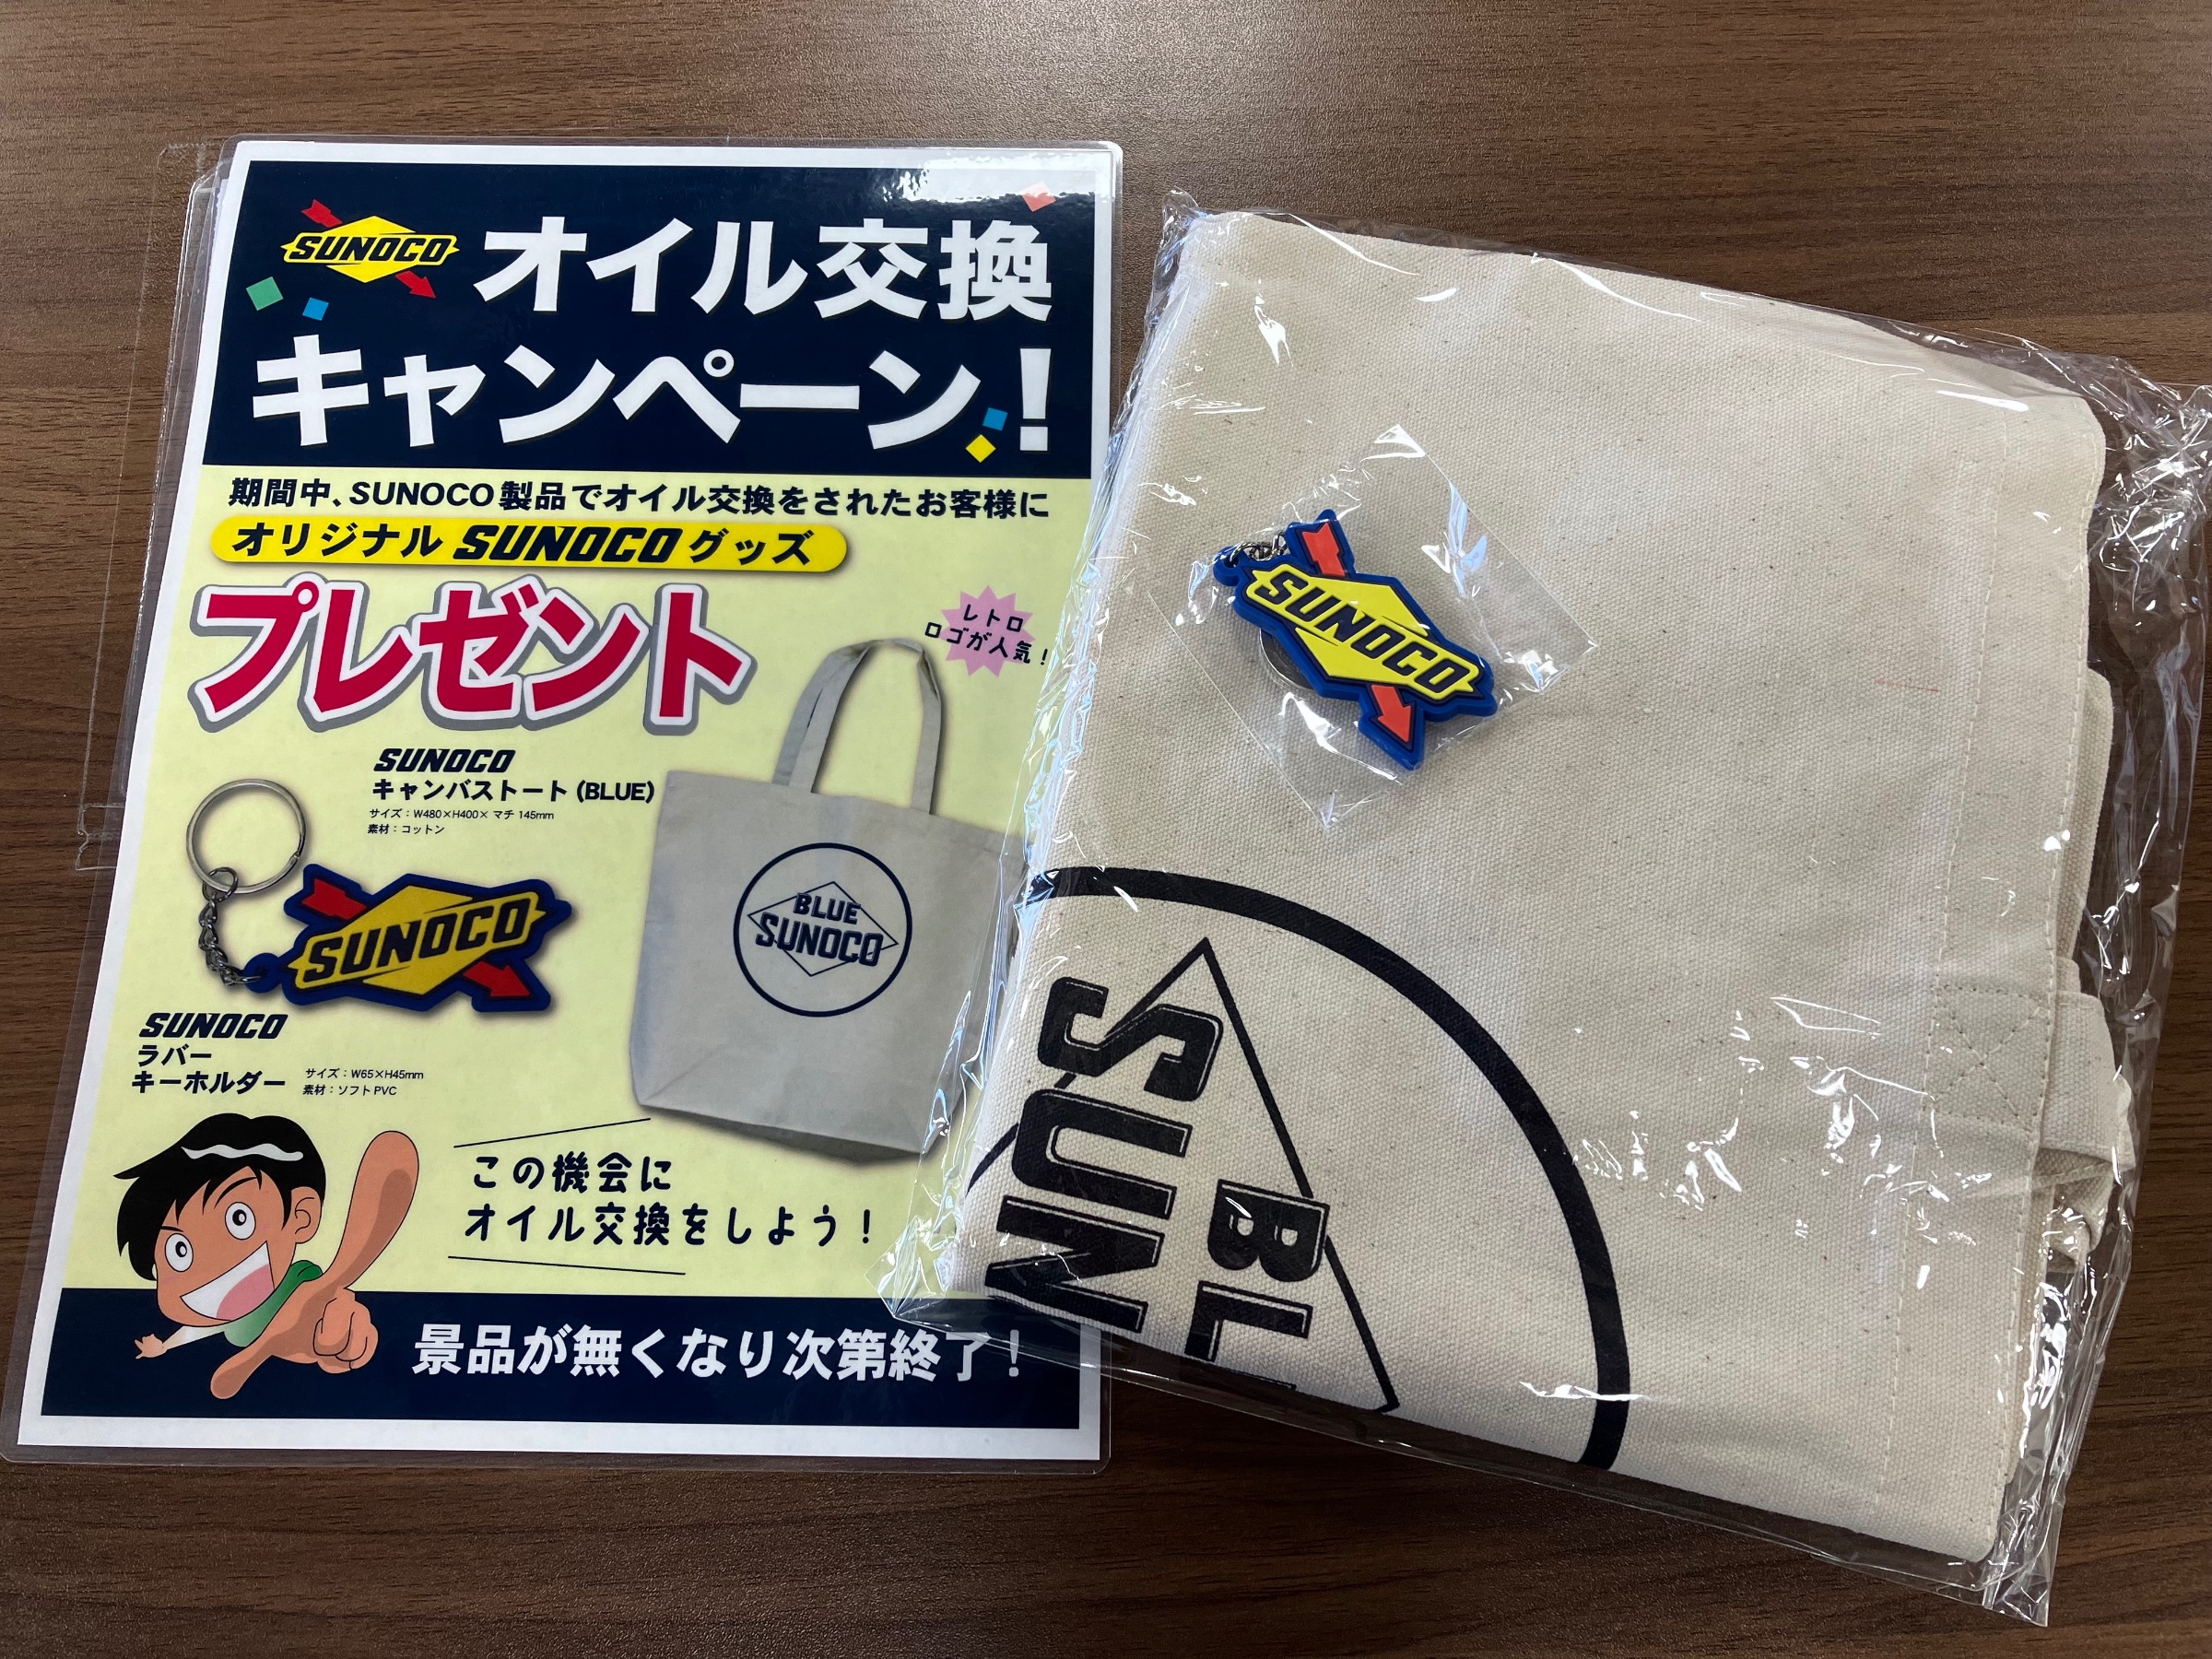 SUNOCO オイル交換
キャンペーン!
期間中、SUNOCO製品でオイル交換をされたお客様に
オリジナル SUNOCO グッズ
プレゼント
レトロ
ロゴが人気!
SUNOCO
キャンバストート(BLUE)
サイズ:W480×H400× マチ 145mm
素材:コットン
BLUE
SUNOCO
SUNOCO
SUNOCO
ラバー
キーホルダー
サイズ:W65×H45mm
素材:ソフトPVC
この機会に
オイル交換をしよう!
景品が無くなり次第終了!
SUNOCO
BL
SUN